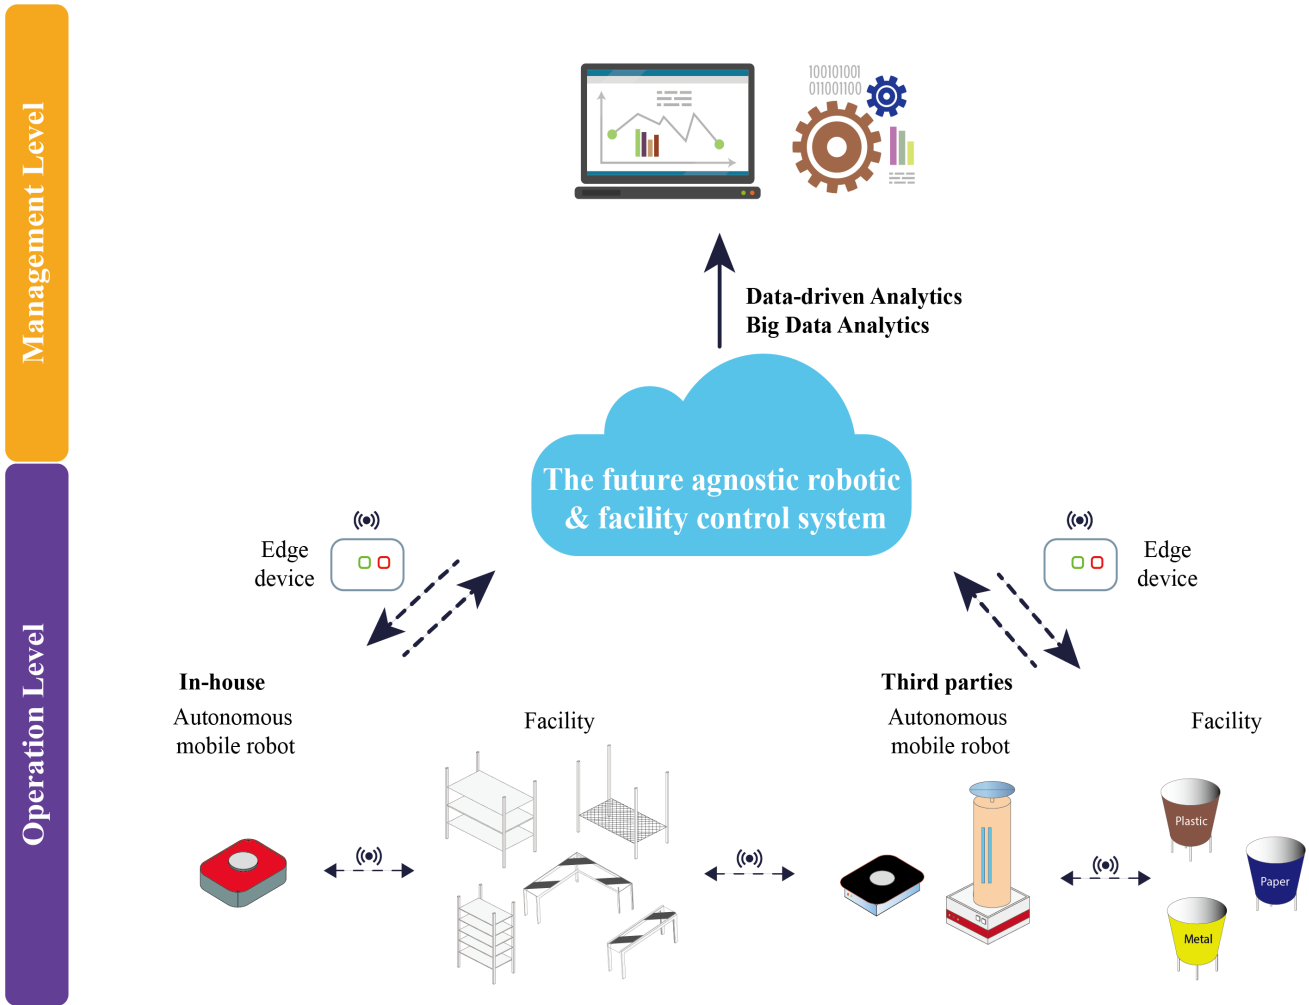 Management Level
100101001
011001100
Data-driven Analytics
Big Data Analytics
The future agnostic robotic
& facility control system
Operation Level
Edge
device
Edge
device
In-house
Autonomous
mobile robot
Facility
Third parties
Autonomous
mobile robot
Facility
Plastic
Paper
Metal